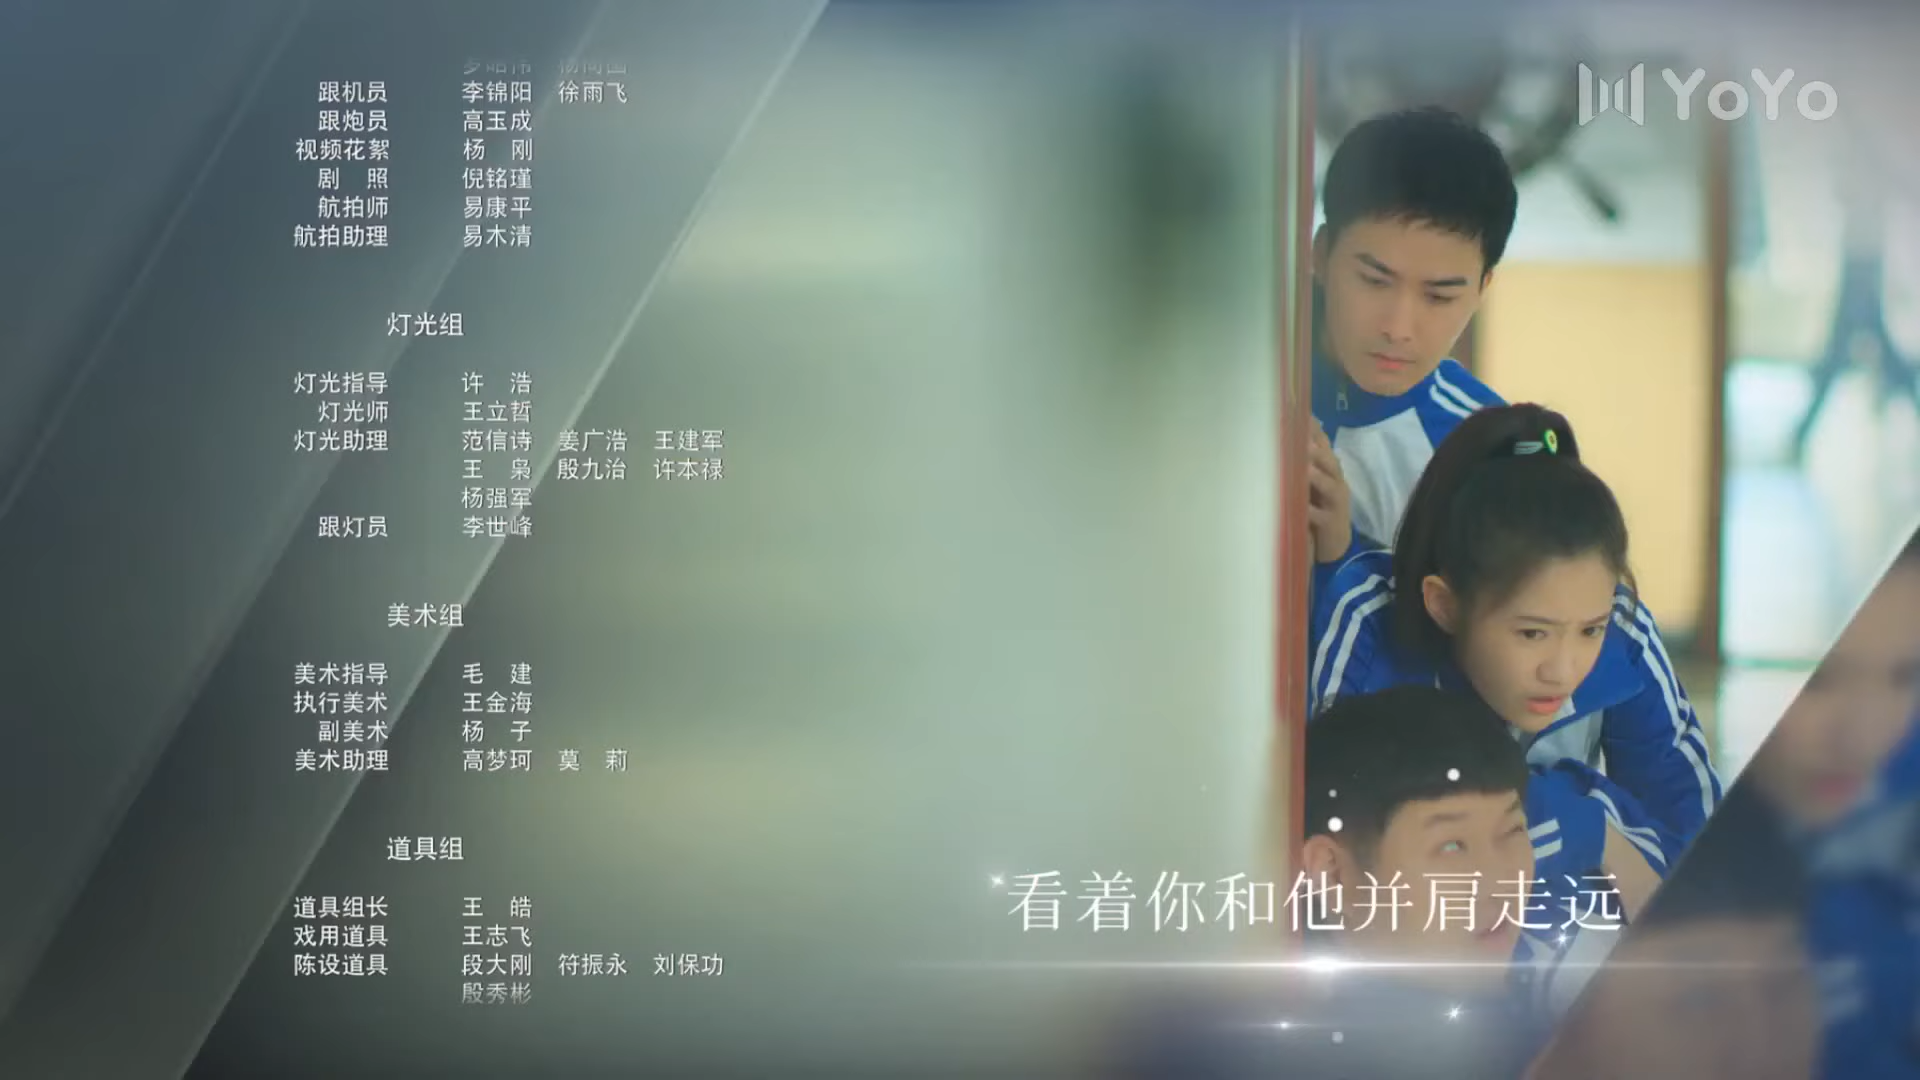 YoYo
跟机员 李锦阳 徐雨飞
跟炮员 高玉成
视频花絮 杨 刚
剧 照 倪铭瑾
航拍师 易康平
航拍助理 易木清
灯光组
灯光指导 许 浩
灯光师 王立哲
灯光助理 范信诗 姜广浩 王建军
王 枭 殷九治 许本禄
杨强军
跟灯员 李世峰
美术组
美术指导 毛 建
执行美术 王金海
副美术 杨 子
美术助理 高梦珂 莫 莉
道具组
道具组长 王 皓
戏用道具 王志飞
陈设道具 段大刚 符振永 刘保功
殷秀彬
看着你和他并肩走远